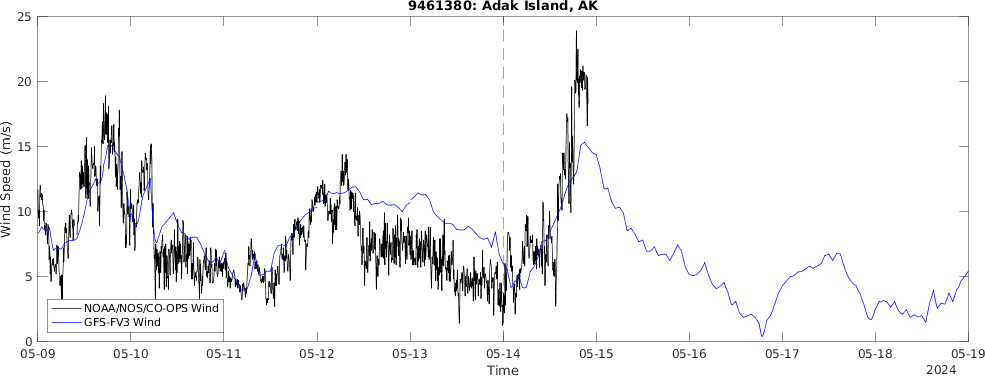 9461380: Adak Island, AK
Wind Speed (m/s)
25
20
15
10
5
0
NOAA/NOS/CO-OPS Wind
GFS-FV3 Wind
05-09 05-10 05-11 05-12 05-13 05-14 05-15 05-16 05-17 05-18 05-19
Time
2024